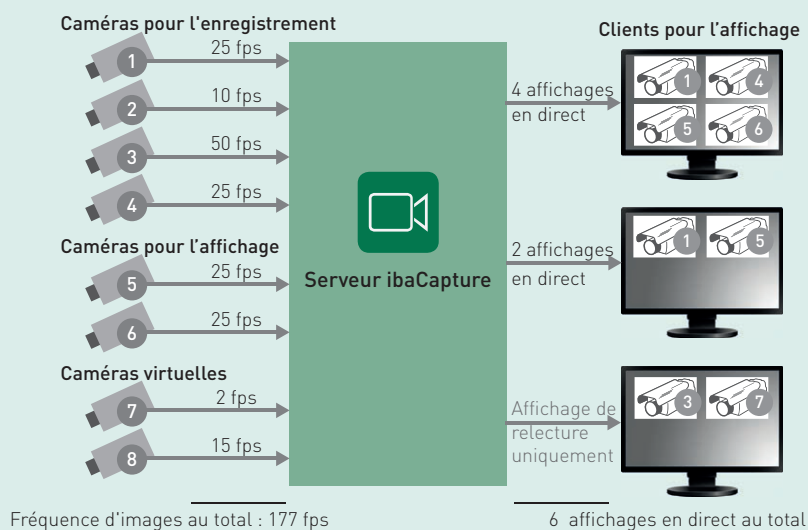 Caméras pour l'enregistrement
1
25 fps
2
10 fps
3
50 fps
4
25 fps
Caméras pour l'affichage
5
25 fps
6
25 fps
Caméras virtuelles
7
2 fps
8
15 fps
Fréquence d'images au total : 177 fps
Serveur ibaCapture
Clients pour l'affichage
4 affichages
en direct
1
4
5
6
2 affichages
en direct
1
5
Affichage de
relecture
uniquement
3
7
6 affichages en direct au total